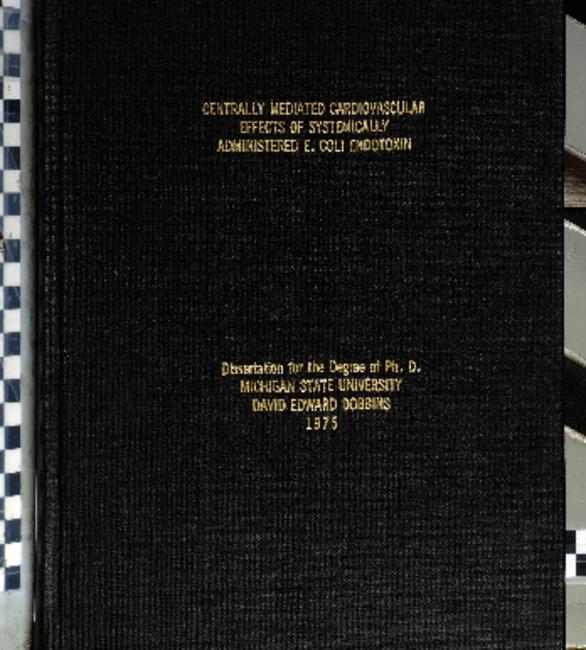 CENTRALLY MEDIATED CARDIOVASCULAR
EFFECTS OF SYSTEMICALLY
ADMINISTERED E. COLI ENDOTOXIN
Dissertation for the Degree of Ph. D.
MICHIGAN STATE UNIVERSITY
DAVID EDWARD DOBBINS
1975